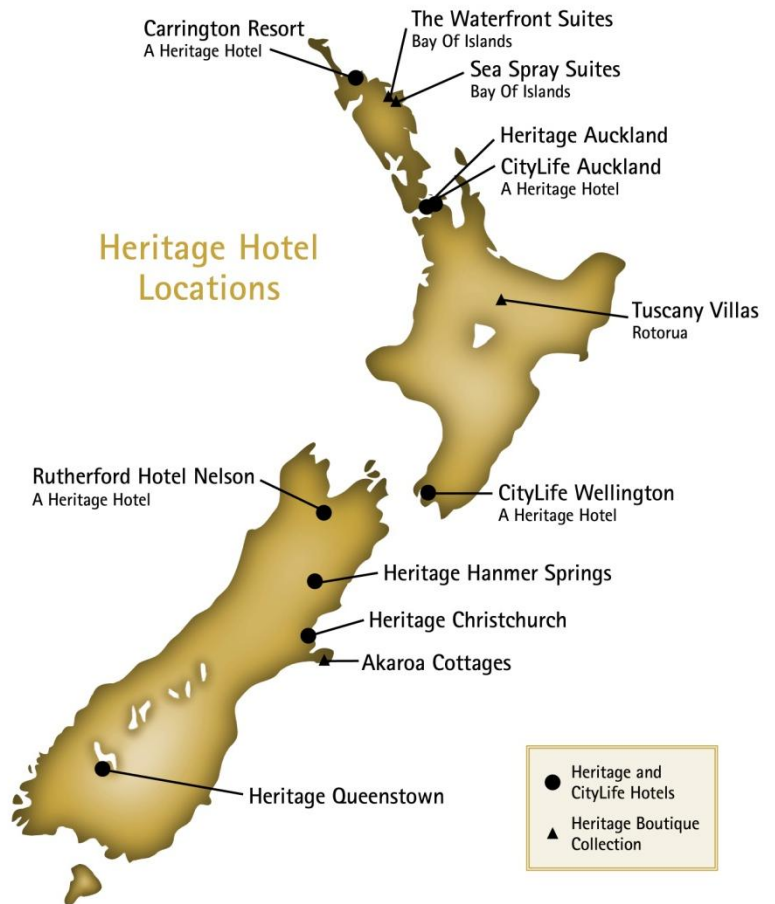 Carrington Resort
A Heritage Hotel
The Waterfront Suites
Bay Of Islands
Sea Spray Suites
Bay Of Islands
Heritage Auckland
CityLife Auckland
A Heritage Hotel
Heritage Hotel
Locations
Tuscany Villas
Rotorua
Rutherford Hotel Nelson
A Heritage Hotel
CityLife Wellington
A Heritage Hotel
Heritage Hanmer Springs
Heritage Christchurch
Akaroa Cottages
Heritage Queenstown
Heritage and
CityLife Hotels
Heritage Boutique
Collection